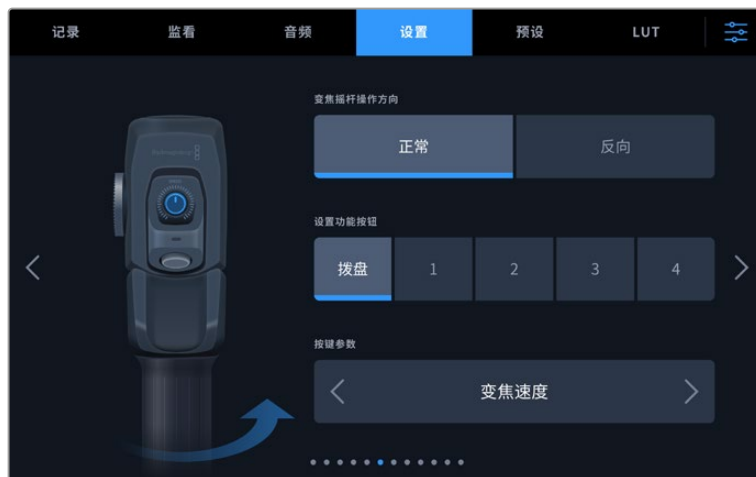 记录 监看 音频 设置 预设 LUT
变焦摇杆操作方向
正常 反向
设置功能按钮
拨盘 1 2 3 4
按键参数
变焦速度